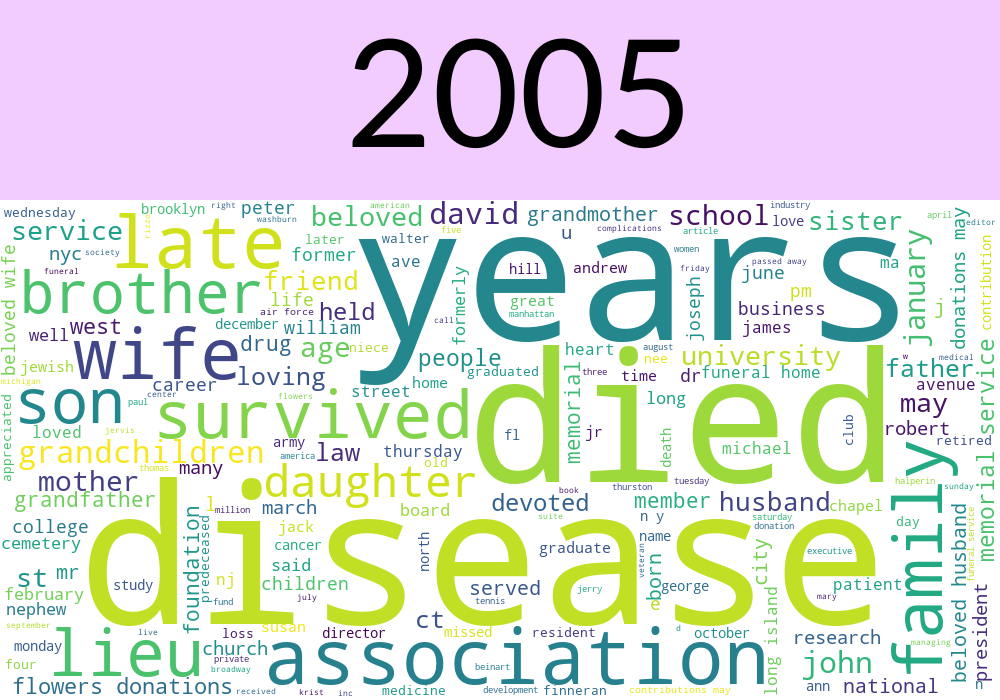 2005
wednesday
brooklyn
right
peter
washburn
american
beloved
david
grandmother
school
industry
love
sister
april
donations may
editor
service
late
rizzo
later
walter
five
u
complications
article
nyc
society
former
ave
years
women
passed away
ma
january
contribution
beloved wife
funeral
brother
friend
life
air force
held
formerly
hill
andrew
great
manhattan
friday
june
pm
business
james
j
well
west
december
william
call
joseph
wife
drug
age
niece
people
heart
august
nee
university
father
w
medical
jewish
michigan
career
center
loving
home
graduated
street
three
time
dr
funeral home
avenue
son
paul
flowers
survived
died
memorial
long
may
robert
appreciated
loved
jervis
army
america
law
thursday
fl
jr
death
michael
club
retired
grandchildren
thomas
many
old
mother
daughter
book
thurston
tuesday
halperin
sunday
family
memorial service
grandfather
l
million
march
board
devoted
suite
member
husband
chapel
saturday
donation
college
foundation
predeceased
jack
n y
name
day
cemetery
disease
cancer
said
north
graduate
veteran
born
city
executive
beloved husband
funeral service
st
mr
study
nj
children
served
tennis
jerry
george
patient
mary
february
fund
july
nephew
september
susan
ct
monday
live
loss
church
director
missed
resident
d
october
research
managing
president
four
private
broadway
lieu
association
beinart
long island
john
flowers donations
received
krist
inc
medicine
development
finneran
contributions may
ann
national